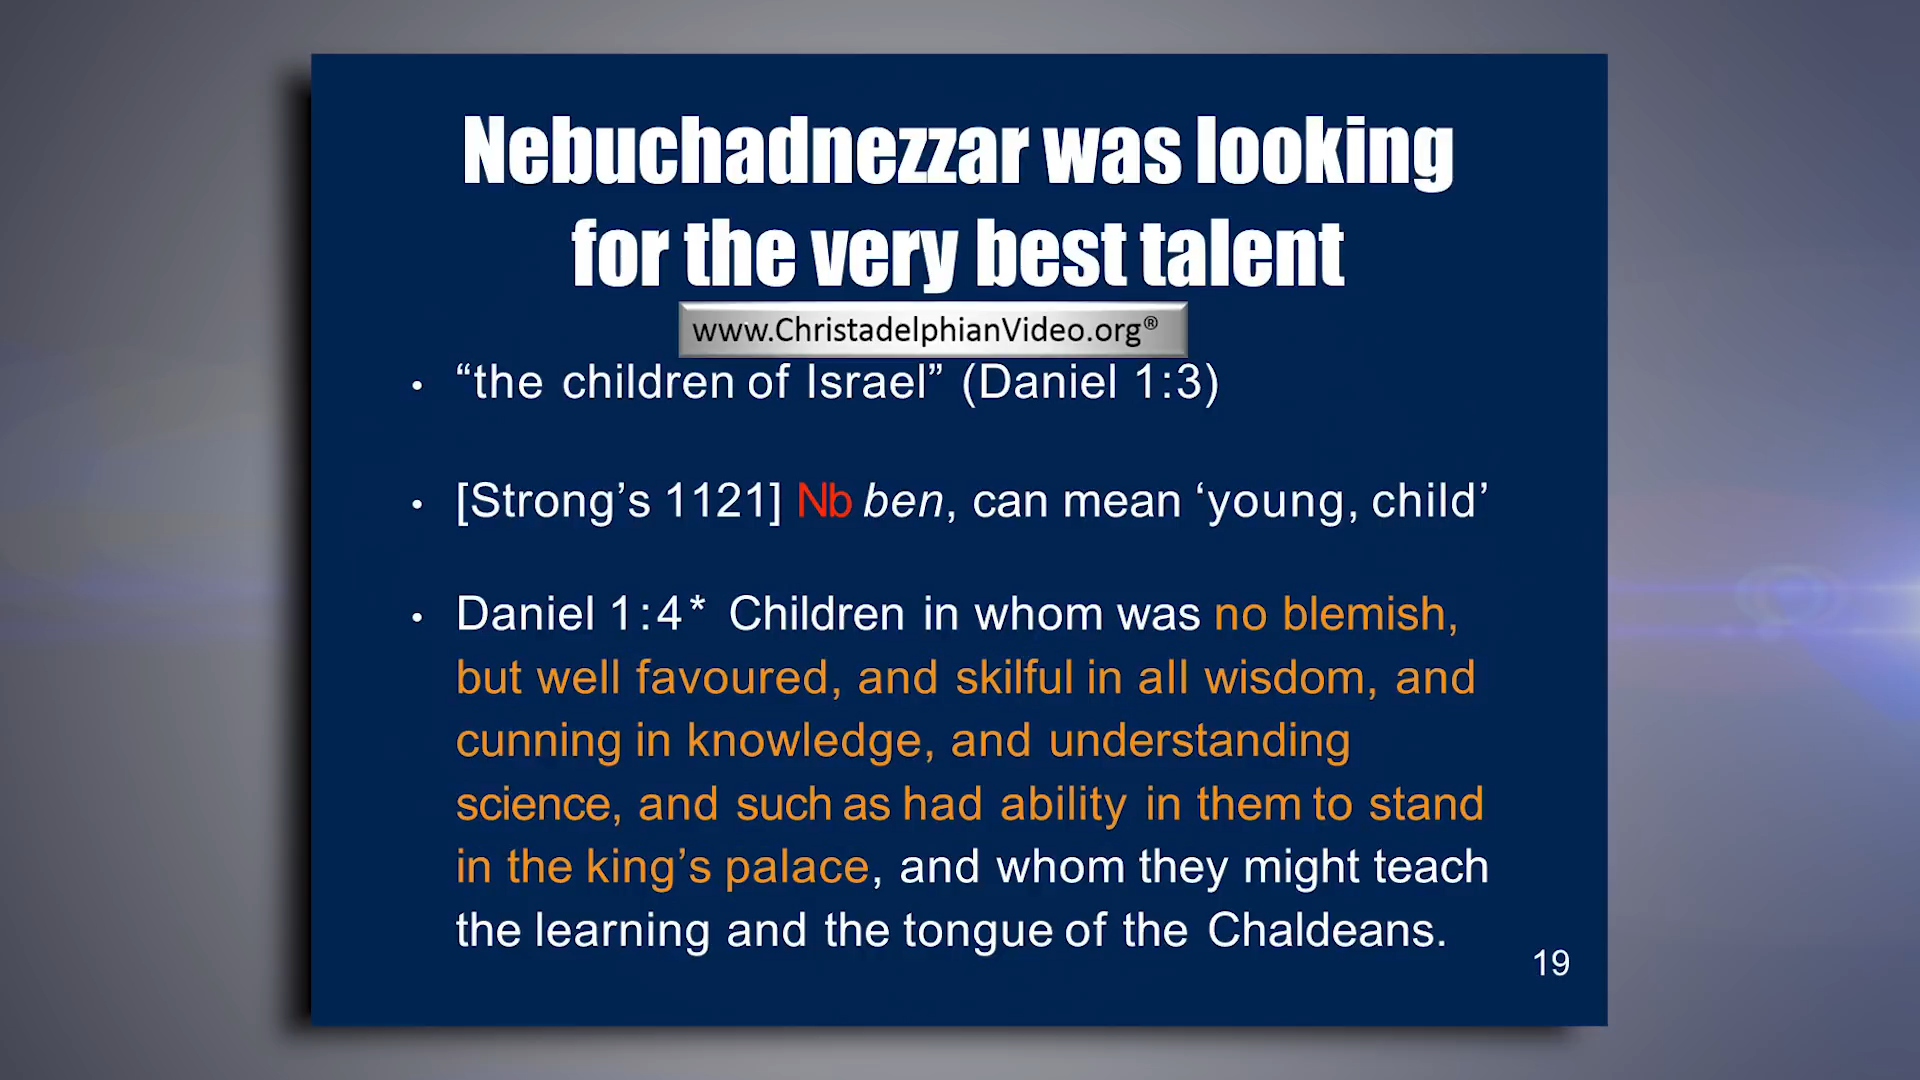 Nebuchadnezzar was looking
for the very best talent
www.ChristadelphianVideo.org®
• “the children of Israel” (Daniel 1:3)
• [Strong’s 1121] Nb ben, can mean ‘young, child’
• Daniel 1:4* Children in whom was no blemish,
but well favoured, and skilful in all wisdom, and
cunning in knowledge, and understanding
science, and such as had ability in them to stand
in the king’s palace, and whom they might teach
the learning and the tongue of the Chaldeans.
19